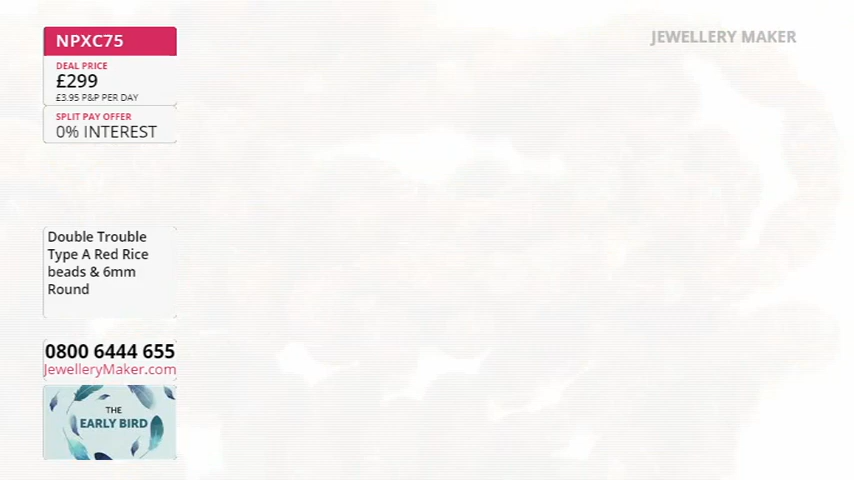 NPXC75
JEWELLERY MAKER
DEAL PRICE
£299
£3.95 P&P PER DAY
SPLIT PAY OFFER
0% INTEREST
Double Trouble
Type A Red Rice
beads & 6mm
Round
0800 6444 655
JewelleryMaker.com
THE
EARLY BIRD